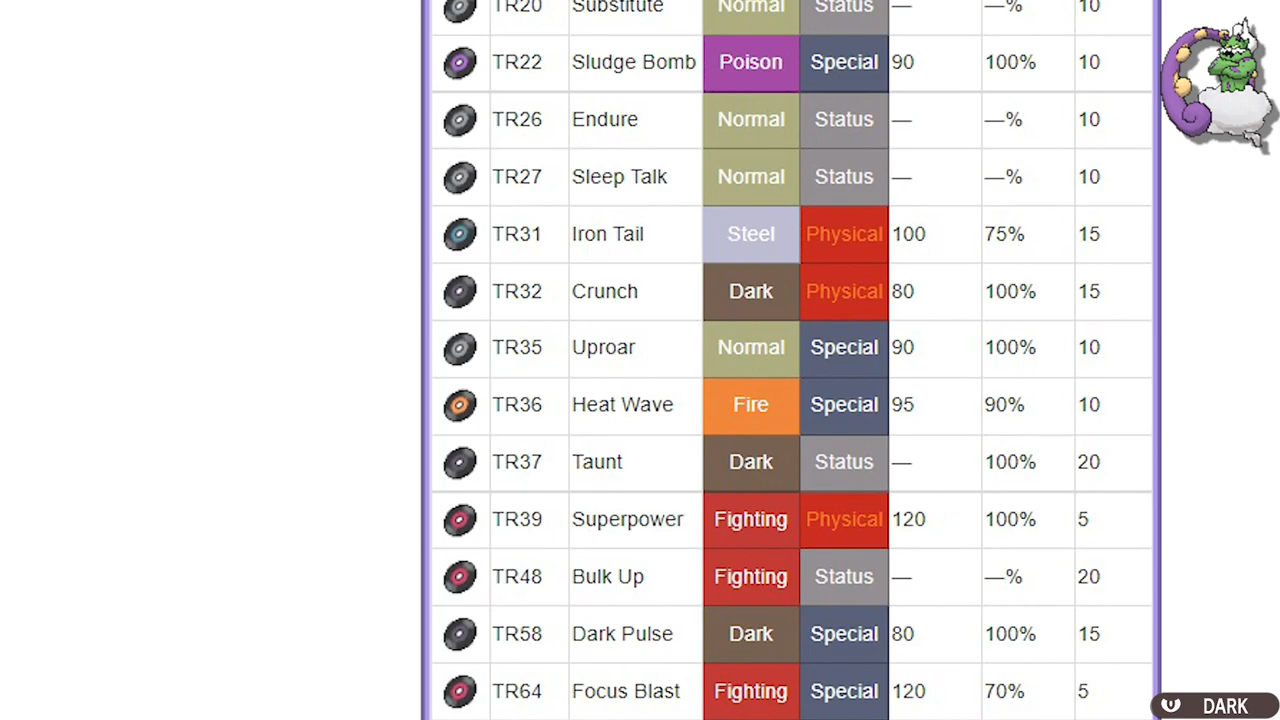 TR20 Substitute Normal Status — —% 10
TR22 Sludge Bomb Poison Special 90 100% 10
TR26 Endure Normal Status — —% 10
TR27 Sleep Talk Normal Status — —% 10
TR31 Iron Tail Steel Physical 100 75% 15
TR32 Crunch Dark Physical 80 100% 15
TR35 Uproar Normal Special 90 100% 10
TR36 Heat Wave Fire Special 95 90% 10
TR37 Taunt Dark Status — 100% 20
TR39 Superpower Fighting Physical 120 100% 5
TR48 Bulk Up Fighting Status — —% 20
TR58 Dark Pulse Dark Special 80 100% 15
TR64 Focus Blast Fighting Special 120 70% 5
DARK